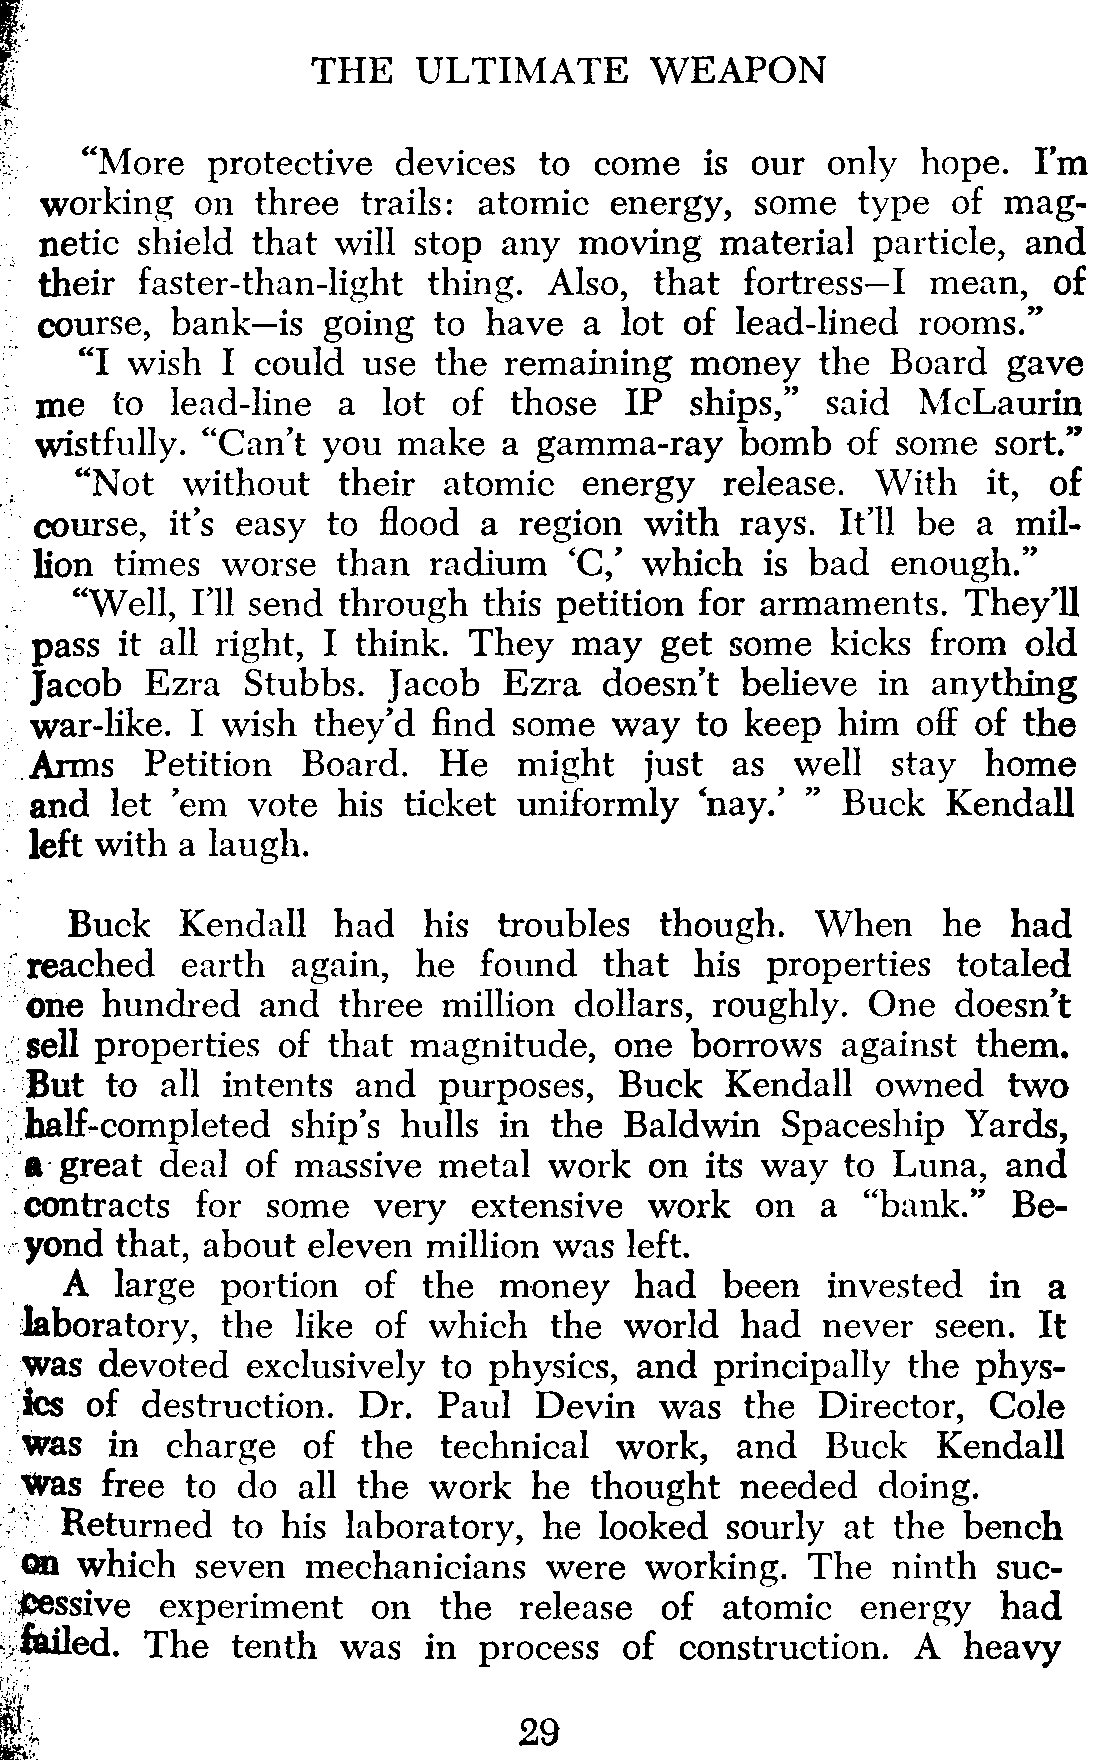 THE ULTIMATE WEAPON
“More protective devices to come is our only hope. I'm
working on three trails: atomic energy, some type of mag-
netic shield that will stop any moving material particle, and
their faster-than-light thing. Also, that fortress—I mean, of
course, bank—is going to have a lot of lead-lined rooms.”
“I wish I could use the remaining money the Board gave
me to lead-line a lot of those IP ships,” said McLaurin
wistfully. “Can't you make a gamma-ray bomb of some sort.”
“Not without their atomic energy release. With it, of
course, it's easy to flood a region with rays. It'll be a mil-
lion times worse than radium ‘C,’ which is bad enough.”
“Well, I'll send through this petition for armaments. They'll
pass it all right, I think. They may get some kicks from old
Jacob Ezra Stubbs. Jacob Ezra doesn't believe in anything
war-like. I wish they'd find some way to keep him off of the
Arms Petition Board. He might just as well stay home
and let ’em vote his ticket uniformly ‘nay.’ ” Buck Kendall
left with a laugh.
Buck Kendall had his troubles though. When he had
reached earth again, he found that his properties totaled
one hundred and three million dollars, roughly. One doesn't
sell properties of that magnitude, one borrows against them.
But to all intents and purposes, Buck Kendall owned two
half-completed ship's hulls in the Baldwin Spaceship Yards,
a great deal of massive metal work on its way to Luna, and
contracts for some very extensive work on a “bank.” Be-
yond that, about eleven million was left.
A large portion of the money had been invested in a
laboratory, the like of which the world had never seen. It
was devoted exclusively to physics, and principally the phys-
ics of destruction. Dr. Paul Devin was the Director, Cole
was in charge of the technical work, and Buck Kendall
was free to do all the work he thought needed doing.
Returned to his laboratory, he looked sourly at the bench
on which seven mechanicians were working. The ninth suc-
cessive experiment on the release of atomic energy had
failed. The tenth was in process of construction. A heavy
29